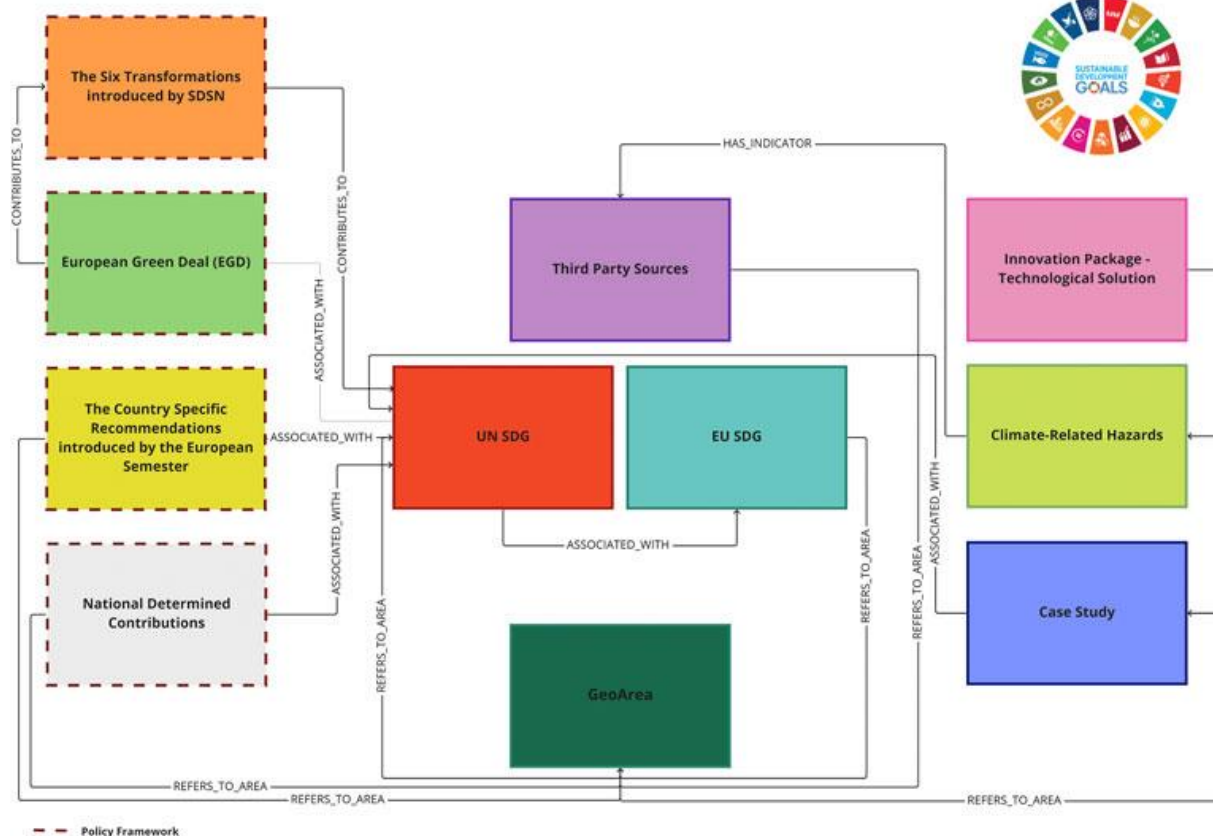 The Six Transformations
introduced by SDSN
CONTRIBUTES_TO
European Green Deal (EGD)
ASSOCIATED_WITH
CONTRIBUTES_TO
The Country Specific
Recommendations
introduced by the European
Semester
ASSOCIATED_WITH
National Determined
Contributions
ASSOCIATED_WITH
SUSTAINABLE
DEVELOPMENT
GOALS
HAS_INDICATOR
Third Party Sources
Innovation Package -
Technological Solution
UN SDG
EU SDG
Climate-Related Hazards
ASSOCIATED_WITH
ASSOCIATED_WITH
Case Study
REFERS_TO_AREA
REFERS_TO_AREA
REFERS_TO_AREA
GeoArea
REFERS_TO_AREA
REFERS_TO_AREA
REFERS_TO_AREA
Policy Framework